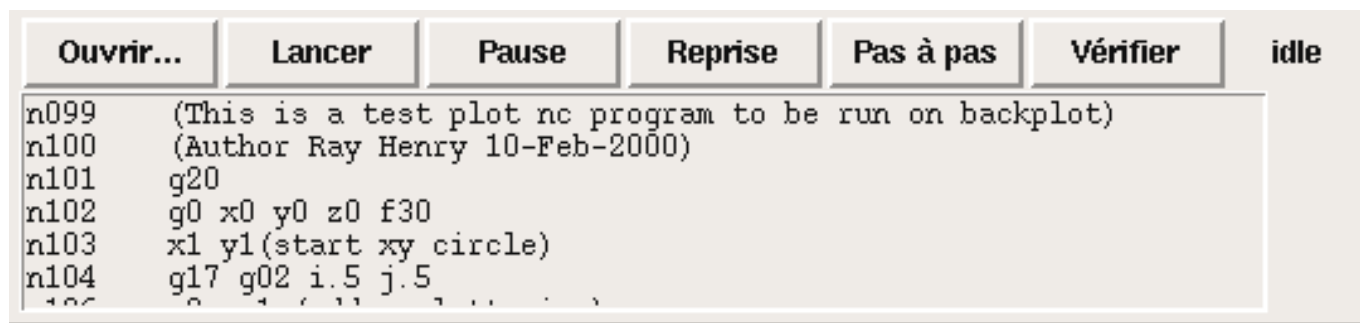 Ouvrir... Lancer Pause Reprise Pas à pas Vérifier idle
n099 (This is a test plot nc program to be run on backplot)
n100 (Author Ray Henry 10-Feb-2000)
n101 g20
n102 g0 x0 y0 z0 f30
n103 x1 y1(start xy circle)
n104 g17 g02 i.5 j.5